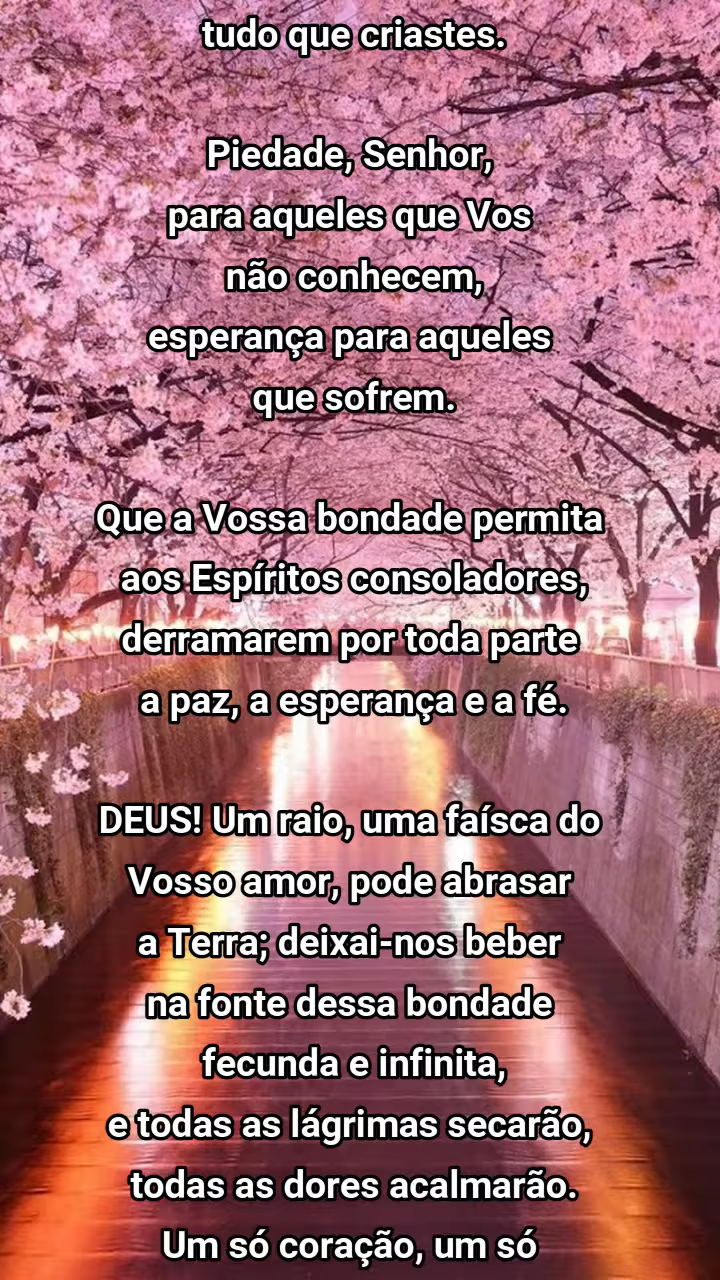 tudo que criastes.
Piedade, Senhor,
para aqueles que Vos
não conhecem,
esperança para aqueles
que sofrem.
Que a Vossa bondade permita
aos Espíritos consoladores,
derramarem por toda parte
a paz, a esperança e a fé.
DEUS! Um raio, uma faísca do
Vosso amor, pode abrasar
a Terra; deixai-nos beber
na fonte dessa bondade
fecunda e infinita,
e todas as lágrimas secarão,
todas as dores acalmarão.
Um só coração, um só